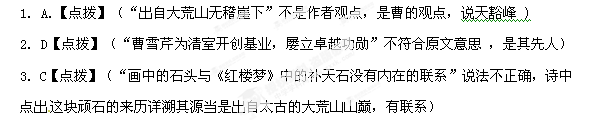 1. A.【点拨】（“出自大荒山无稽崖下”不是作者观点，是曹的观点，说天豁峰 ）
2. D【点拨】（“曹雪芹为清室开创基业，屡立卓越功勋”不符合原文意思 ，是其先人）
3. C【点拨】（“画中的石头与《红楼梦》中的补天石没有内在的联系”说法不正确，诗中
点出这块顽石的来历详溯其源当是出自太古的大荒山山巅，有联系）